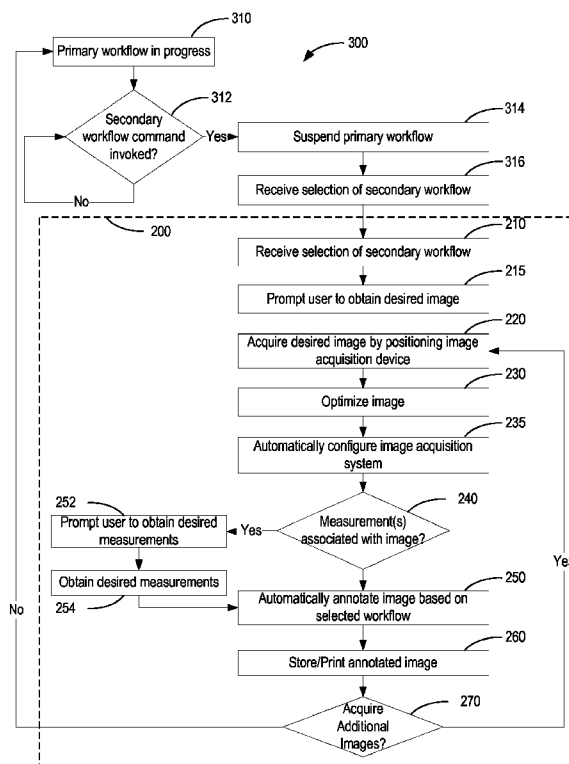 310
Primary workflow in progress
300
312
Secondary
workflow command
invoked?
Yes
No
314
Suspend primary workflow
316
Receive selection of secondary workflow
200
210
Receive selection of secondary workflow
215
Prompt user to obtain desired image
220
Acquire desired image by positioning image
acquisition device
230
Optimize image
235
Automatically configure image acquisition
system
240
Measurement(s)
associated with image?
Yes
252
Prompt user to obtain desired
measurements
Obtain desired measurements
254
250
Automatically annotate image based on
selected workflow
260
Store/Print annotated image
270
Acquire
Additional
Images?
No
Yes